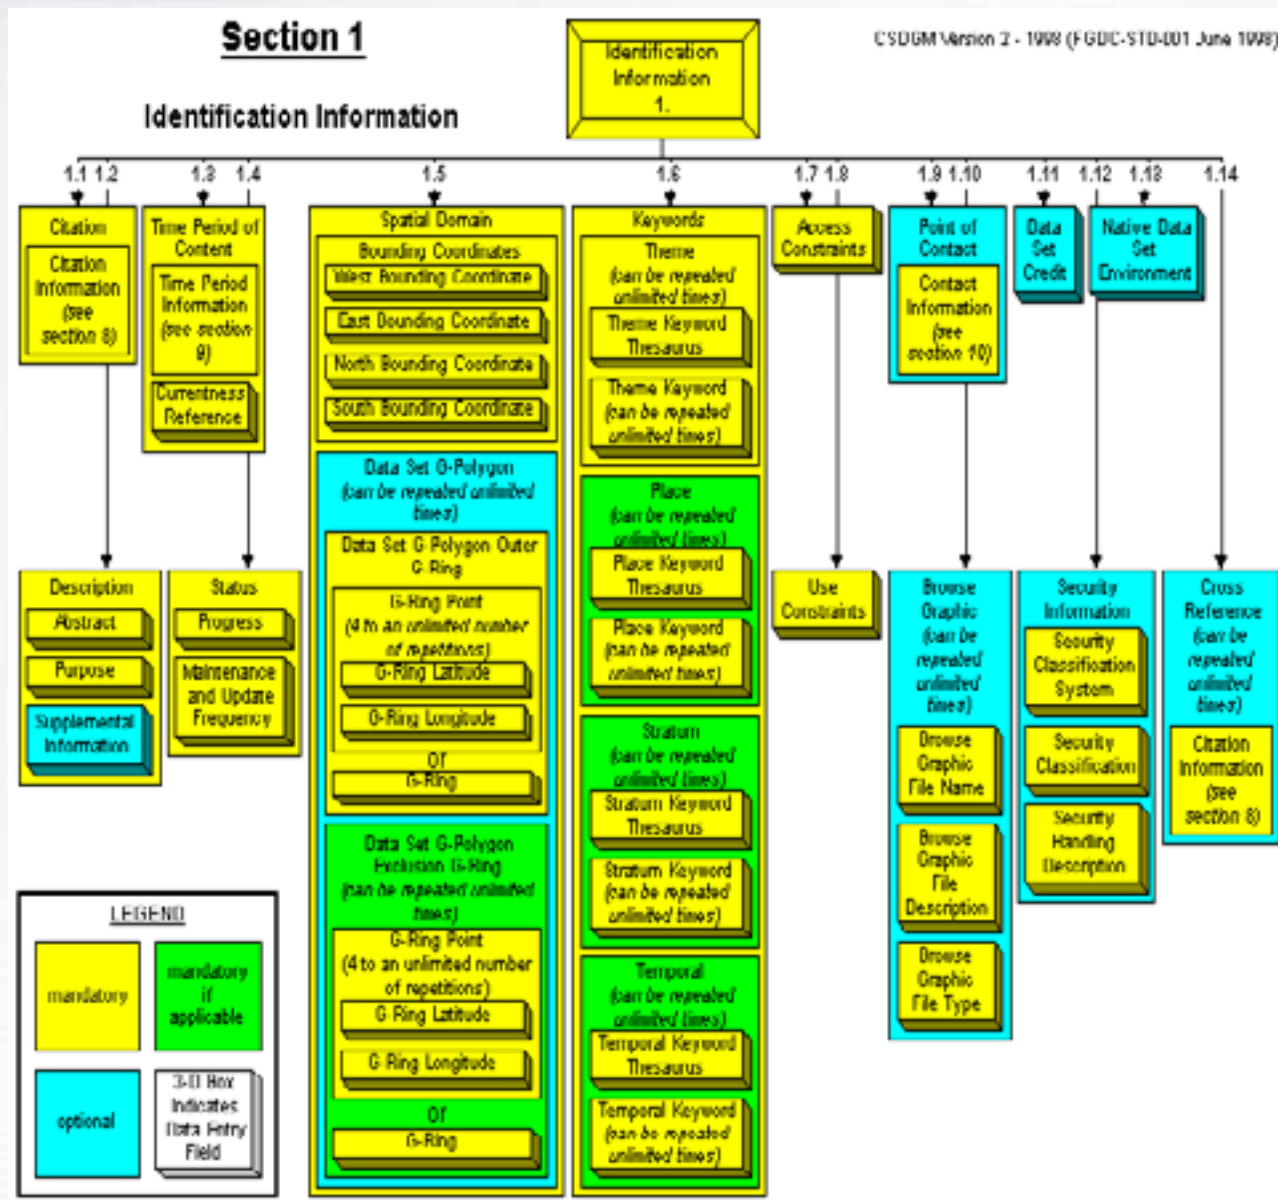 Section 1
CSDGM Version 2 - 1998 (FGDC-STD-001 June 1998)
Identification Information
Identification
Information
1.
1.1 1.2 1.3 1.4 1.5 1.6 1.7 1.8 1.9 1.10 1.11 1.12 1.13 1.14
Citation
Citation
Information
(see
section 8)
Time Period of
Content
Time Period
Information
(see section
9)
Currentness
Reference
Spatial Domain
Bounding Coordinates
West Bounding Coordinate
East Bounding Coordinate
North Bounding Coordinate
South Bounding Coordinate
Data Set G-Polygon
(can be repeated unlimited
times)
Data Set G-Polygon Outer
G-Ring
G-Ring Point
(4 to an unlimited number
of repetitions)
G-Ring Latitude
G-Ring Longitude
or
G-Ring
Data Set G-Polygon
Exclusion G-Ring
(can be repeated unlimited
times)
G-Ring Point
(4 to an unlimited number
of repetitions)
G-Ring Latitude
G-Ring Longitude
or
G-Ring
Keywords
Theme
(can be repeated
unlimited times)
Theme Keyword
Thesaurus
Theme Keyword
(can be repeated
unlimited times)
Place
(can be repeated
unlimited times)
Place Keyword
Thesaurus
Place Keyword
(can be repeated
unlimited times)
Stratum
(can be repeated
unlimited times)
Stratum Keyword
Thesaurus
Stratum Keyword
(can be repeated
unlimited times)
Temporal
(can be repeated
unlimited times)
Temporal Keyword
Thesaurus
Temporal Keyword
(can be repeated
unlimited times)
Access
Constraints
Point of
Contact
Contact
Information
(see
section 10)
Data
Set
Credit
Native Data
Set
Environment
Description
Abstract
Purpose
Supplemental
Information
Status
Progress
Maintenance
and Update
Frequency
Use
Constraints
Browse
Graphic
(can be
repeated
unlimited
times)
Browse
Graphic
File Name
Browse
Graphic
File
Description
Browse
Graphic
File Type
Security
Information
Security
Classification
System
Security
Classification
Security
Handling
Description
Cross
Reference
(can be
repeated
unlimited
times)
Citation
Information
(see
section 8)
LEGEND
mandatory
mandatory
if
applicable
optional
3-D Box
Indicates
Data Entry
Field